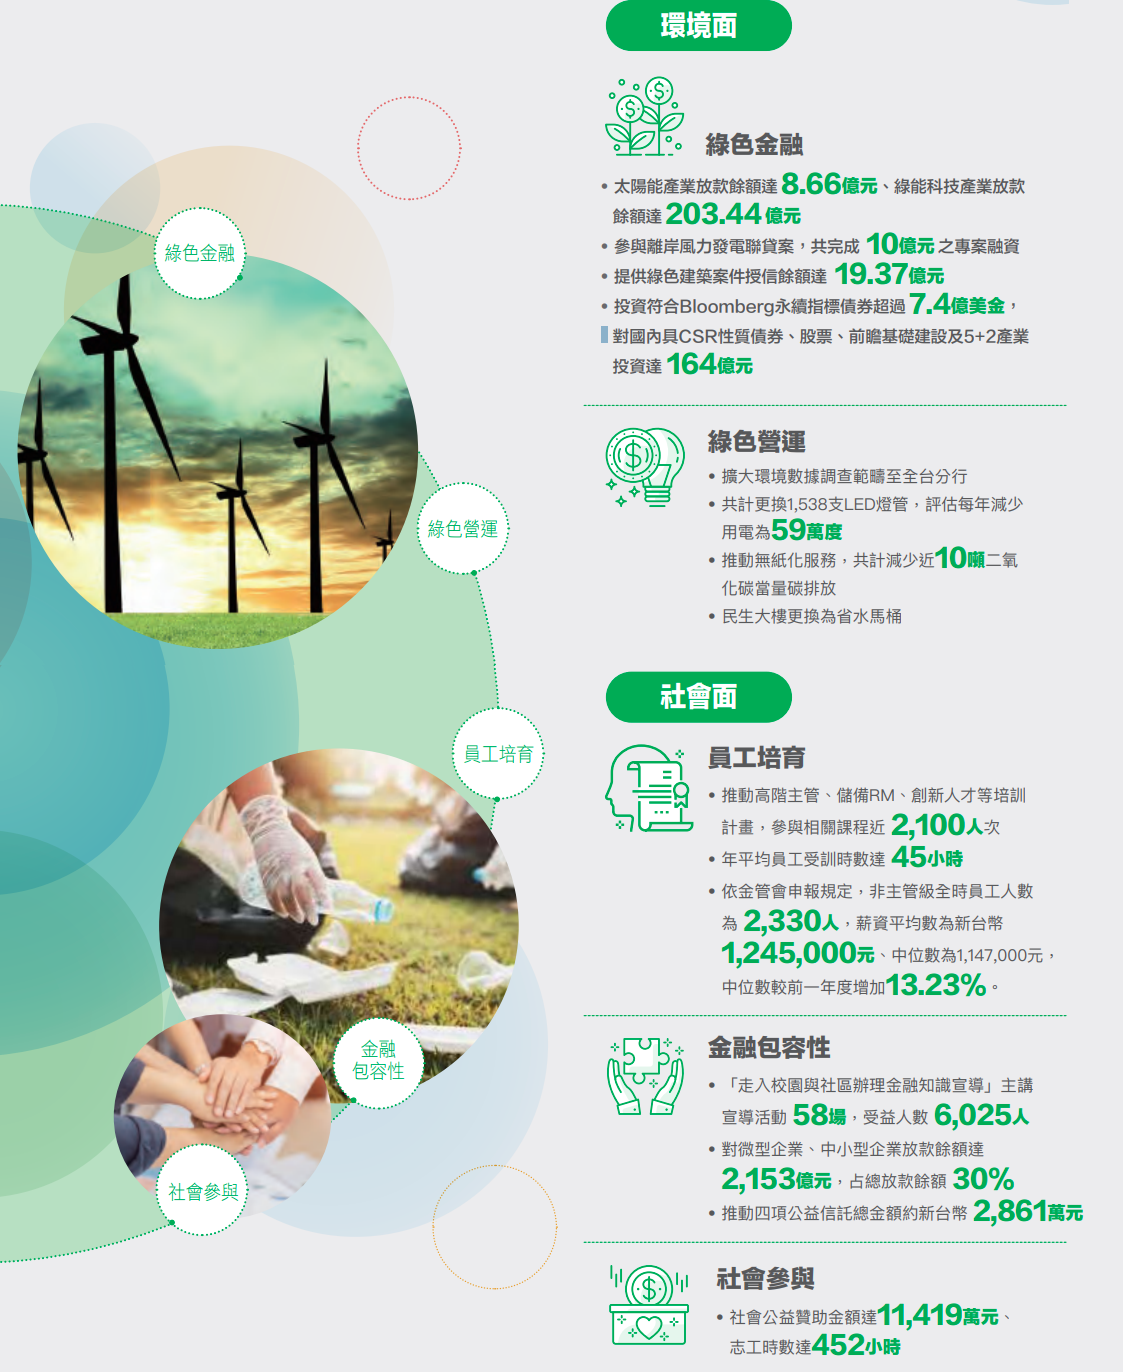 環境面
綠色金融
• 太陽能產業放款餘額達 8.66億元、綠能科技產業放款
餘額達 203.44 億元
• 參與離岸風力發電聯貸案，共完成 10億元 之專案融資
• 提供綠色建築案件授信餘額達 19.37億元
• 投資符合Bloomberg永續指標債券超過 7.4億美金，
對國內具CSR性質債券、股票、前瞻基礎建設及5+2產業
投資達 164億元
綠色營運
• 擴大環境數據調查範疇至全台分行
• 共計更換1,538支LED燈管，評估每年減少
用電為59萬度
• 推動無紙化服務，共計減少近10噸二氧
化碳當量碳排放
• 民生大樓更換為省水馬桶
社會面
員工培育
• 推動高階主管、儲備RM、創新人才等培訓
計畫，參與相關課程近 2,100人次
• 年平均員工受訓時數達 45小時
• 依金管會申報規定，非主管級全時員工人數
為 2,330人，薪資平均數為新台幣
1,245,000元、中位數為1,147,000元，
中位數較前一年度增加13.23%。
金融包容性
• 「走入校園與社區辦理金融知識宣導」主講
宣導活動 58場，受益人數 6,025人
• 對微型企業、中小型企業放款餘額達
2,153億元，占總放款餘額 30%
• 推動四項公益信託總金額約新台幣 2,861萬元
社會參與
• 社會公益贊助金額達11,419萬元、
志工時數達452小時
綠色金融
綠色營運
員工培育
金融
包容性
社會參與